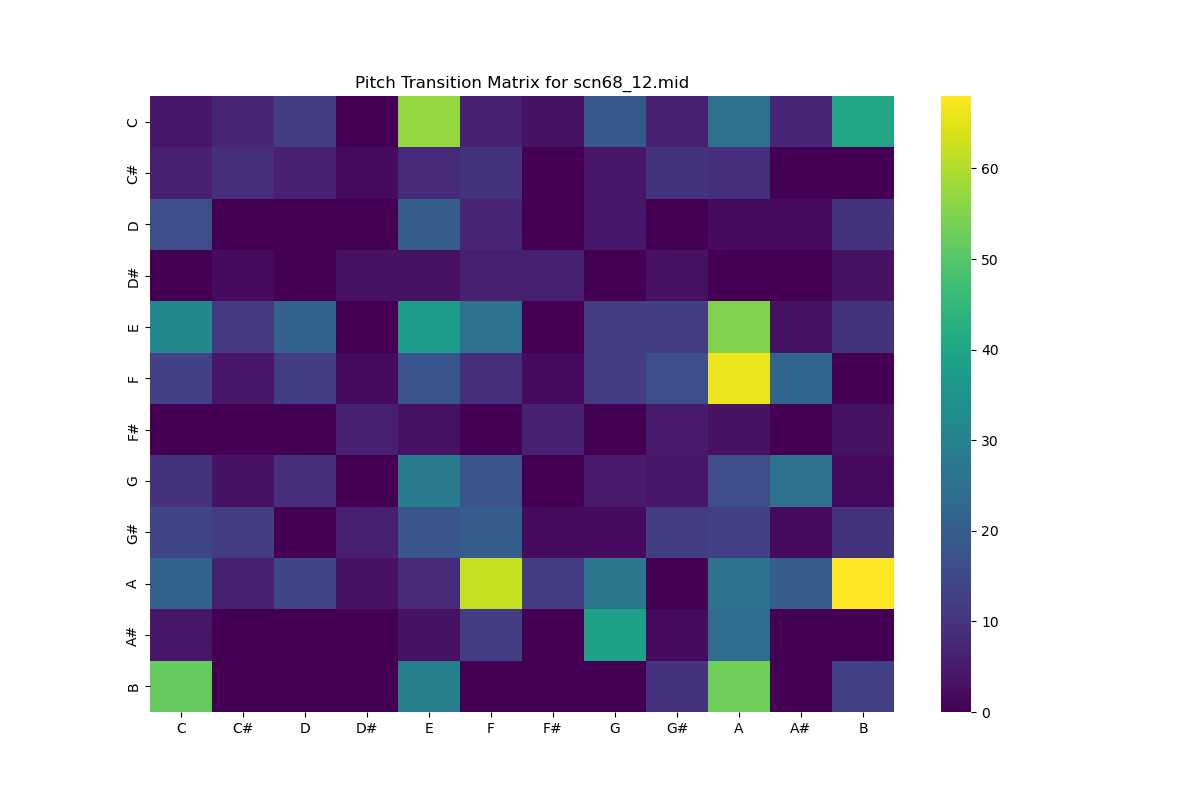 Pitch Transition Matrix for scn68_12.mid
C
C#
D
D#
E
F
F#
G
G#
A
A#
B
C C# D D# E F F# G G# A A# B
60
50
40
30
20
10
0